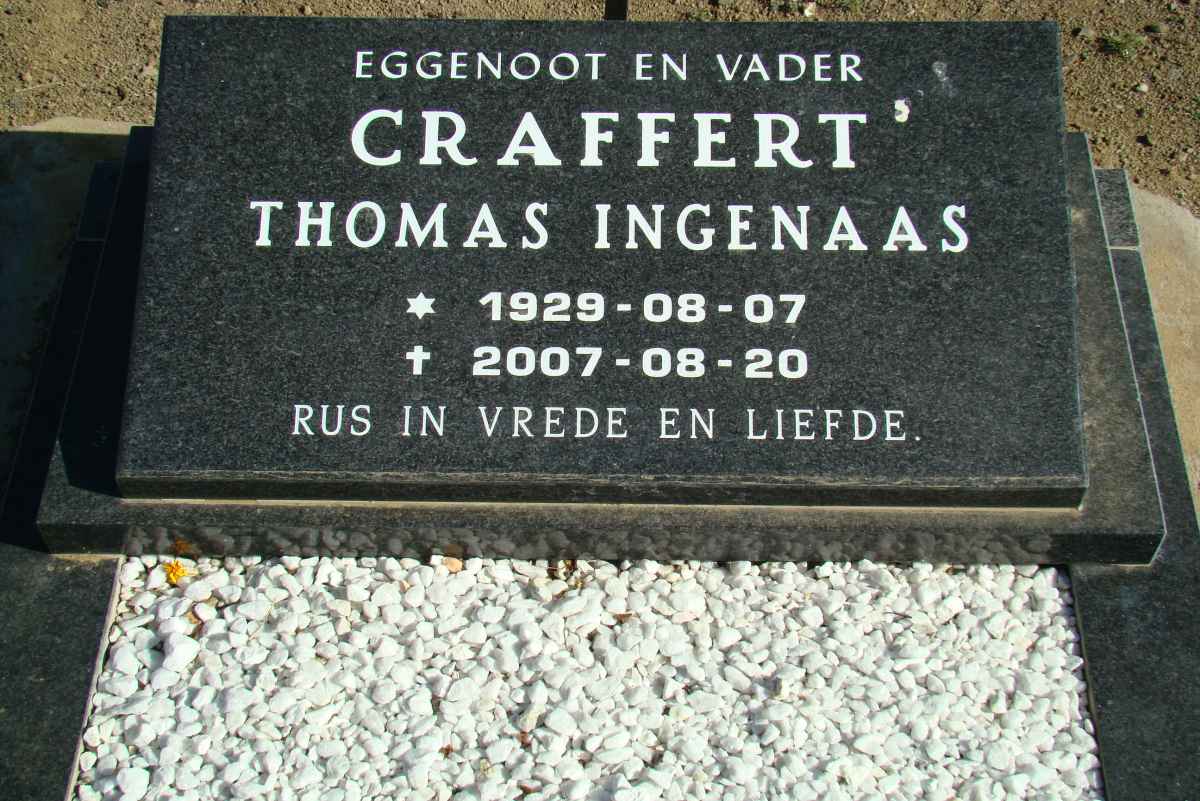 EGGENOOT EN VADER
CRAFFERT
THOMAS INGENAAS
✶ 1929-08-07
✝ 2007-08-20
RUS IN VREDE EN LIEFDE.